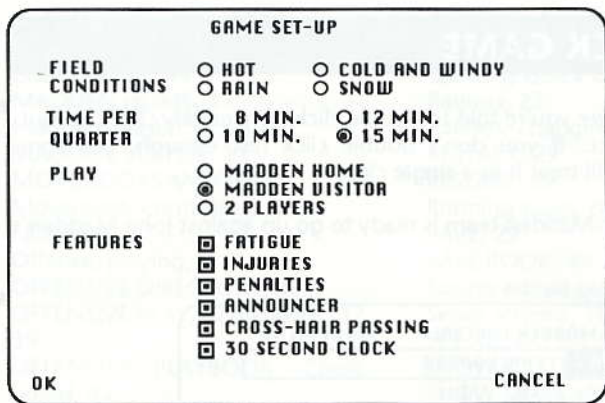 CK GAME
GAME SET-UP
FIELD CONDITIONS
HOT
COLD AND WINDY
RAIN
SNOW
TIME PER QUARTER
8 MIN.
12 MIN.
10 MIN.
15 MIN.
PLAY
MADDEN HOME
MADDEN VISITOR
2 PLAYERS
FEATURES
FATIGUE
INJURIES
PENALTIES
ANNOUNCER
CROSS-HAIR PASSING
30 SECOND CLOCK
OK
CANCEL